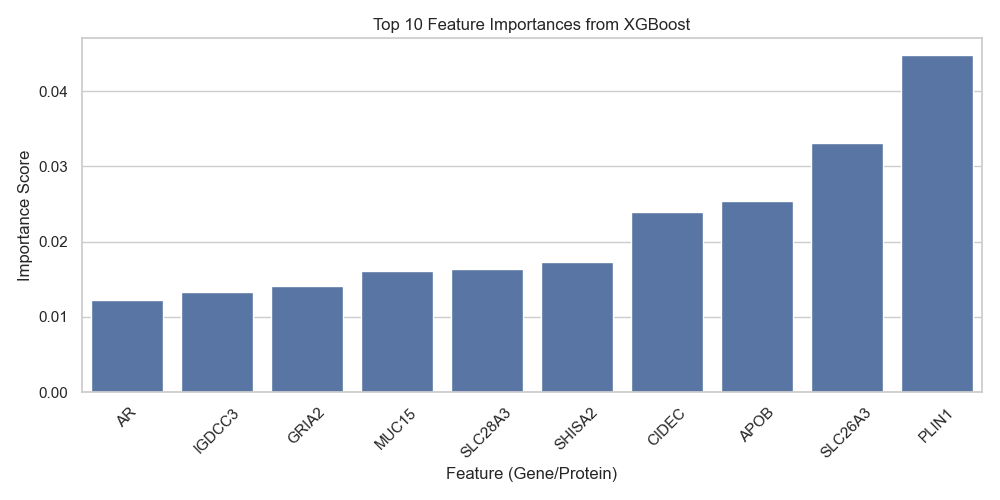 Top 10 Feature Importances from XGBoost
Importance Score
0.04
0.03
0.02
0.01
0.00
AR
IGDCC3
GRIA2
MUC15
SLC28A3
SHISA2
CIDEC
APOB
SLC26A3
PLIN1
Feature (Gene/Protein)